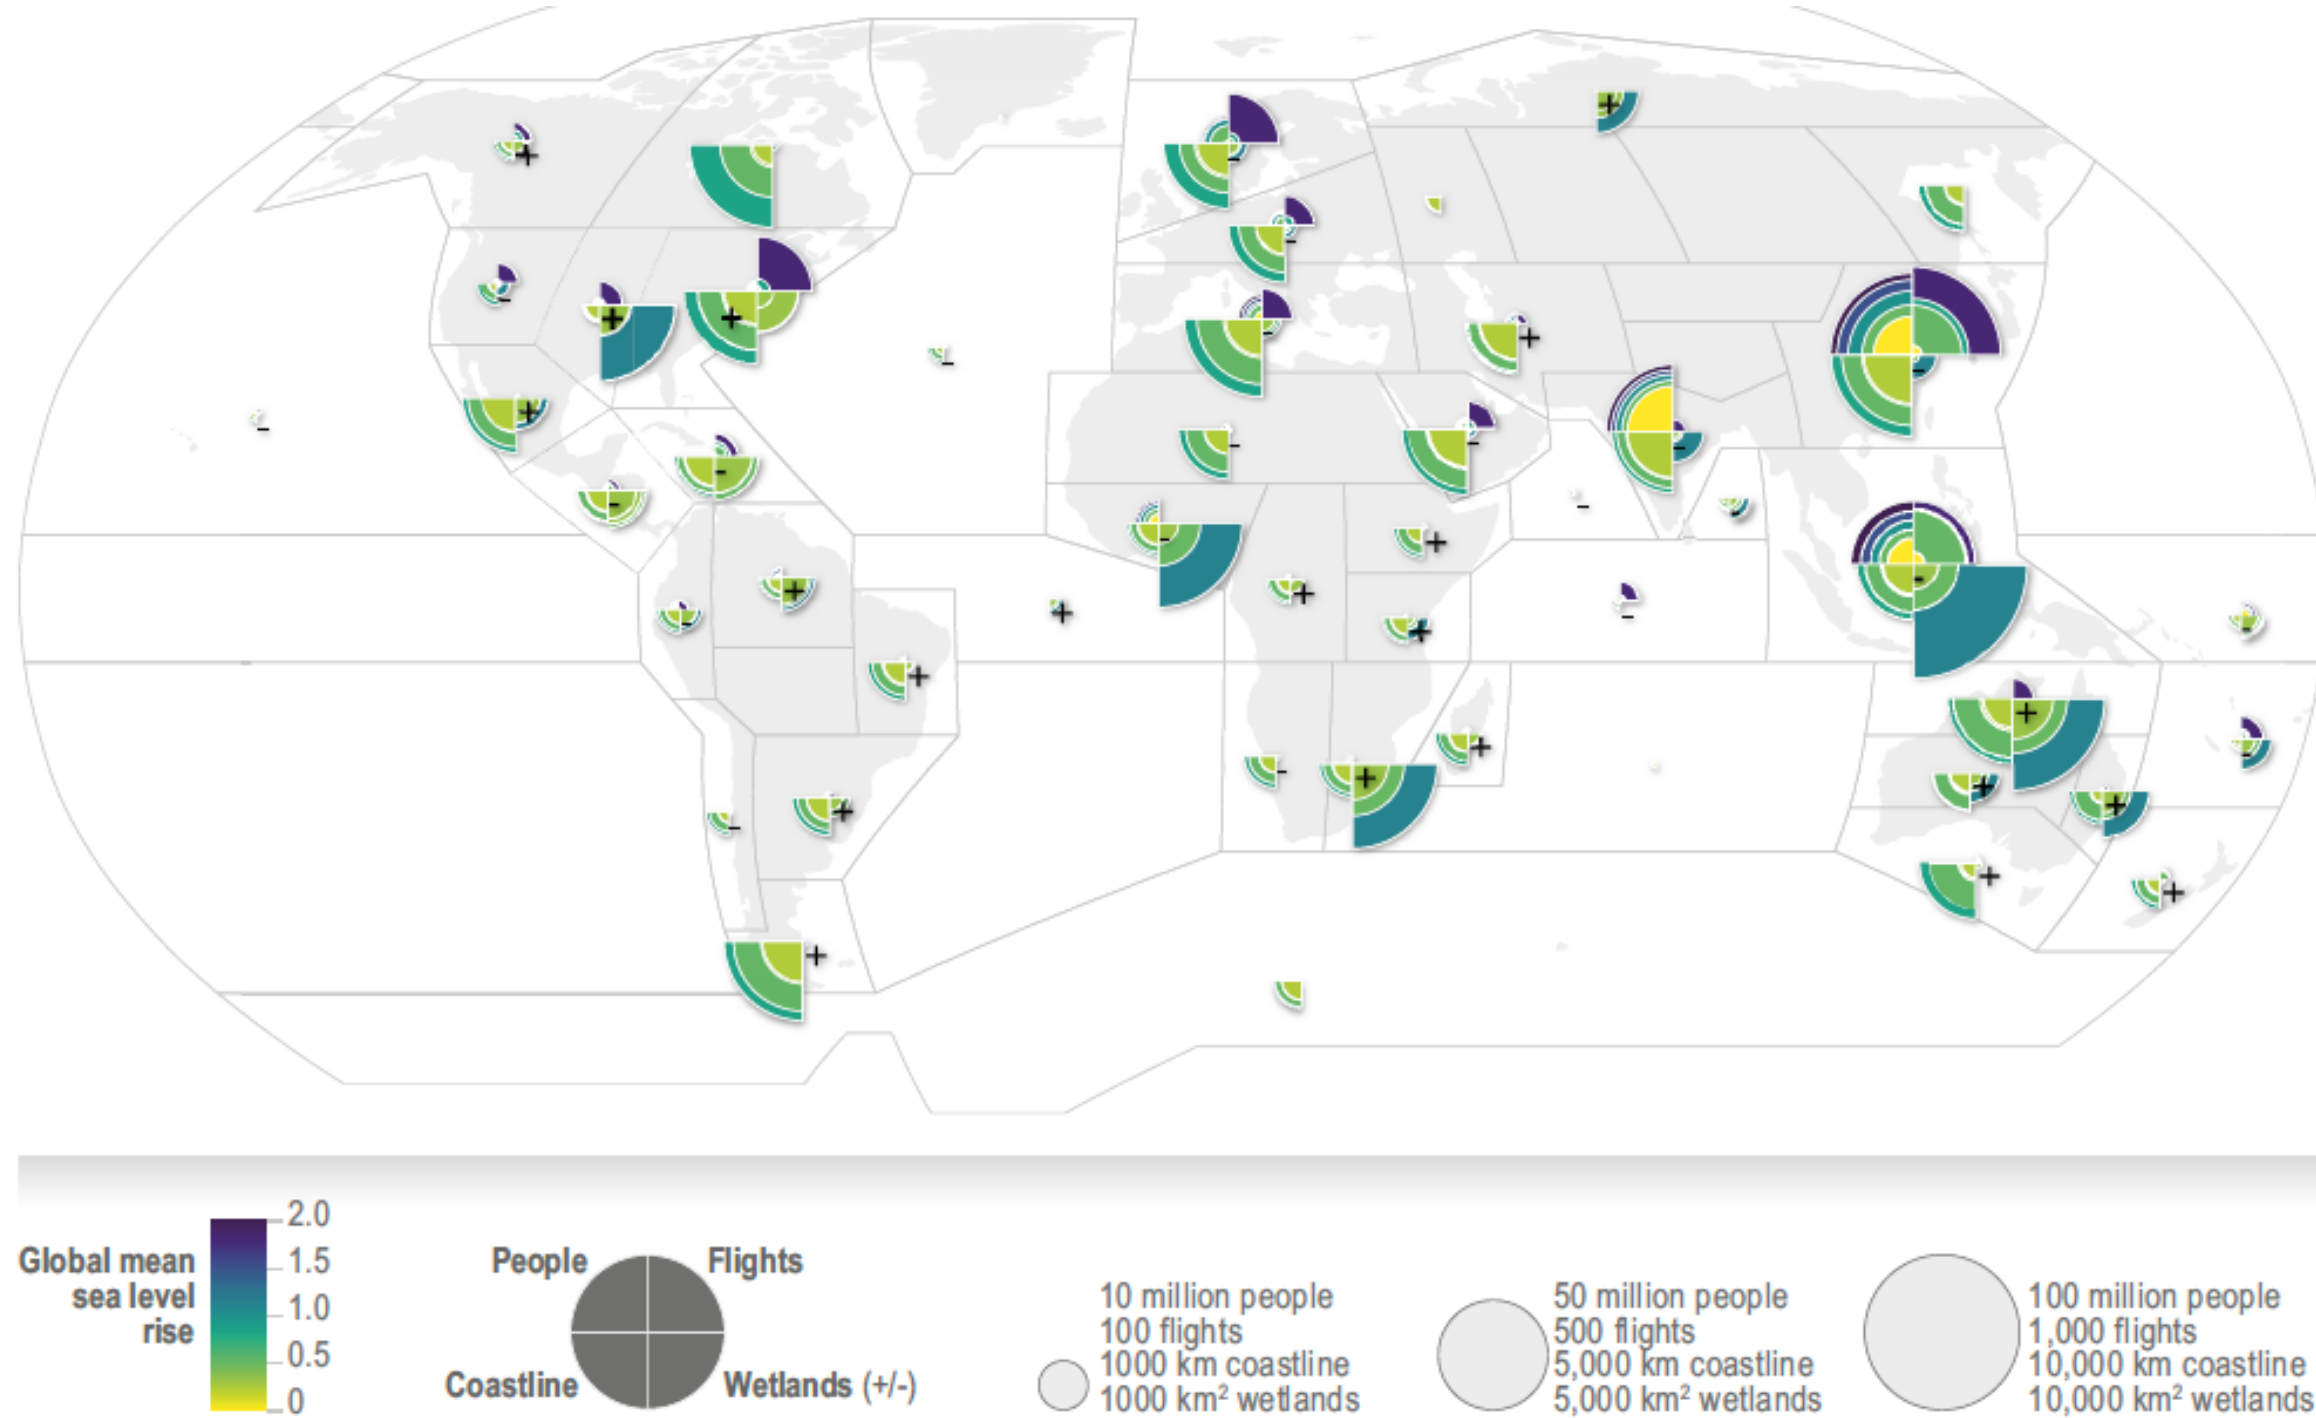 Global mean
sea level
rise
2.0
1.5
1.0
0.5
0
People
Flights
Coastline
Wetlands (+/-)
10 million people
100 flights
1000 km coastline
1000 km² wetlands
50 million people
500 flights
5,000 km coastline
5,000 km² wetlands
100 million people
1,000 flights
10,000 km coastline
10,000 km² wetlands